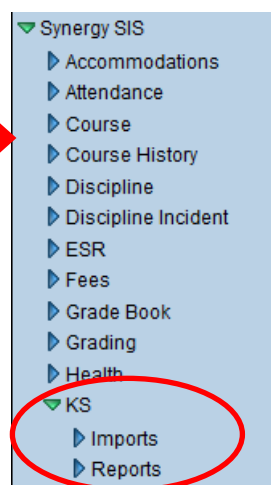 Synergy SIS
Accommodations
Attendance
Course
Course History
Discipline
Discipline Incident
ESR
Fees
Grade Book
Grading
Health
KS
Imports
Reports